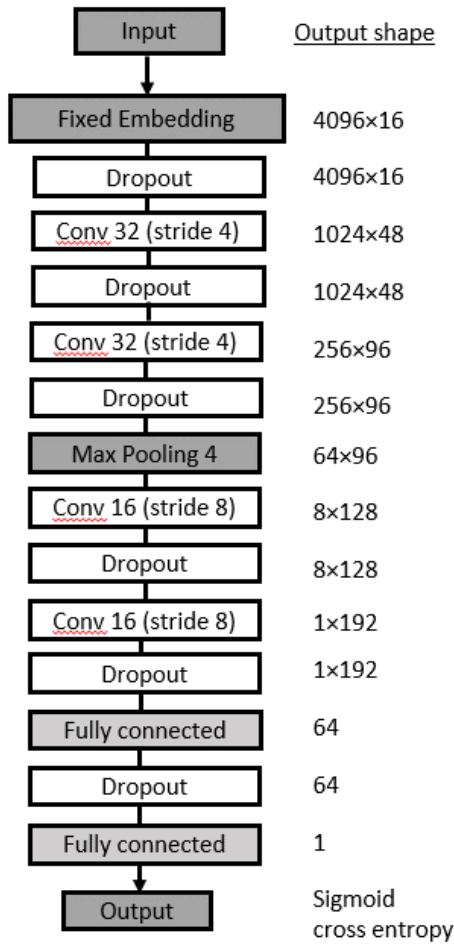 Input
Output shape
Fixed Embedding
4096×16
Dropout
4096×16
Conv 32 (stride 4)
1024×48
Dropout
1024×48
Conv 32 (stride 4)
256×96
Dropout
256×96
Max Pooling 4
64×96
Conv 16 (stride 8)
8×128
Dropout
8×128
Conv 16 (stride 8)
1×192
Dropout
1×192
Fully connected
64
Dropout
64
Fully connected
1
Output
Sigmoid
cross entropy